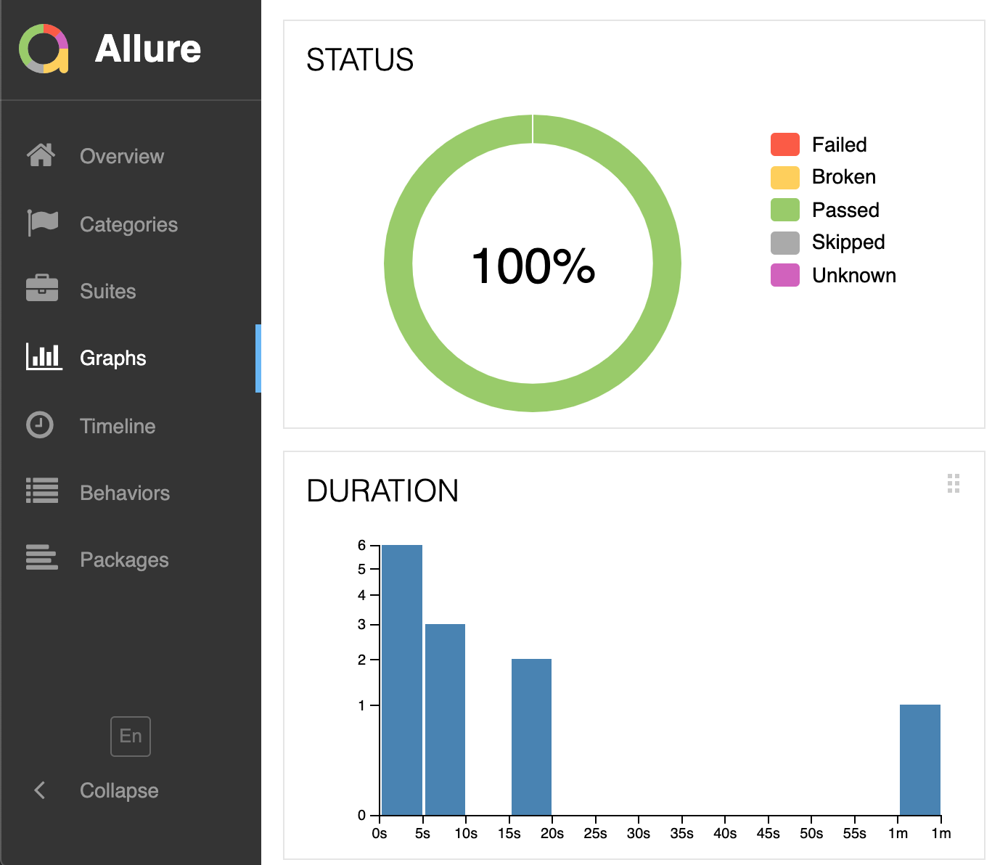 Allure
Overview
Categories
Suites
Graphs
Timeline
Behaviors
Packages
En
Collapse
STATUS
100%
Failed
Broken
Passed
Skipped
Unknown
DURATION
6
5
4
3
2
1
0
0s 5s 10s 15s 20s 25s 30s 35s 40s 45s 50s 55s 1m 1m